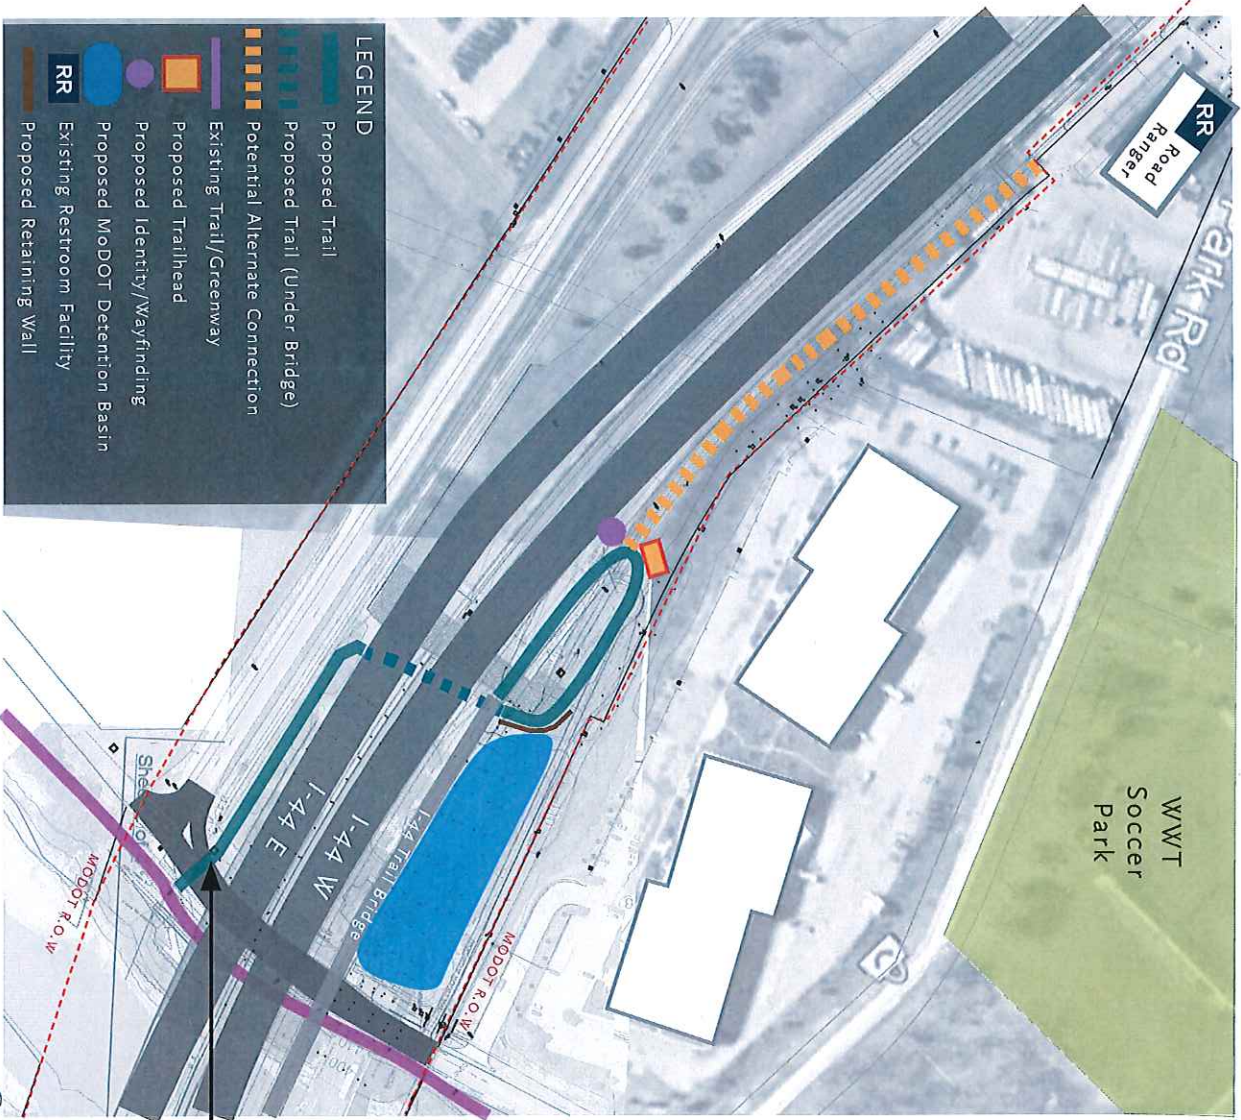 LEGEND
Proposed Trail
Proposed Trail (Under Bridge)
Potential Alternate Connection
Existing Trail/Greenway
Proposed Trailhead
Proposed Identity/Wayfinding
Proposed MoDOT Detention Basin
RR
Existing Restroom Facility
Proposed Retaining Wall
RR
Road
Ranger
Park Rd
WWT
Soccer
Park
I-44 E
I-44 W
I-44 Trail Bridge
MODOT R.O.W
MODOT R.O.W